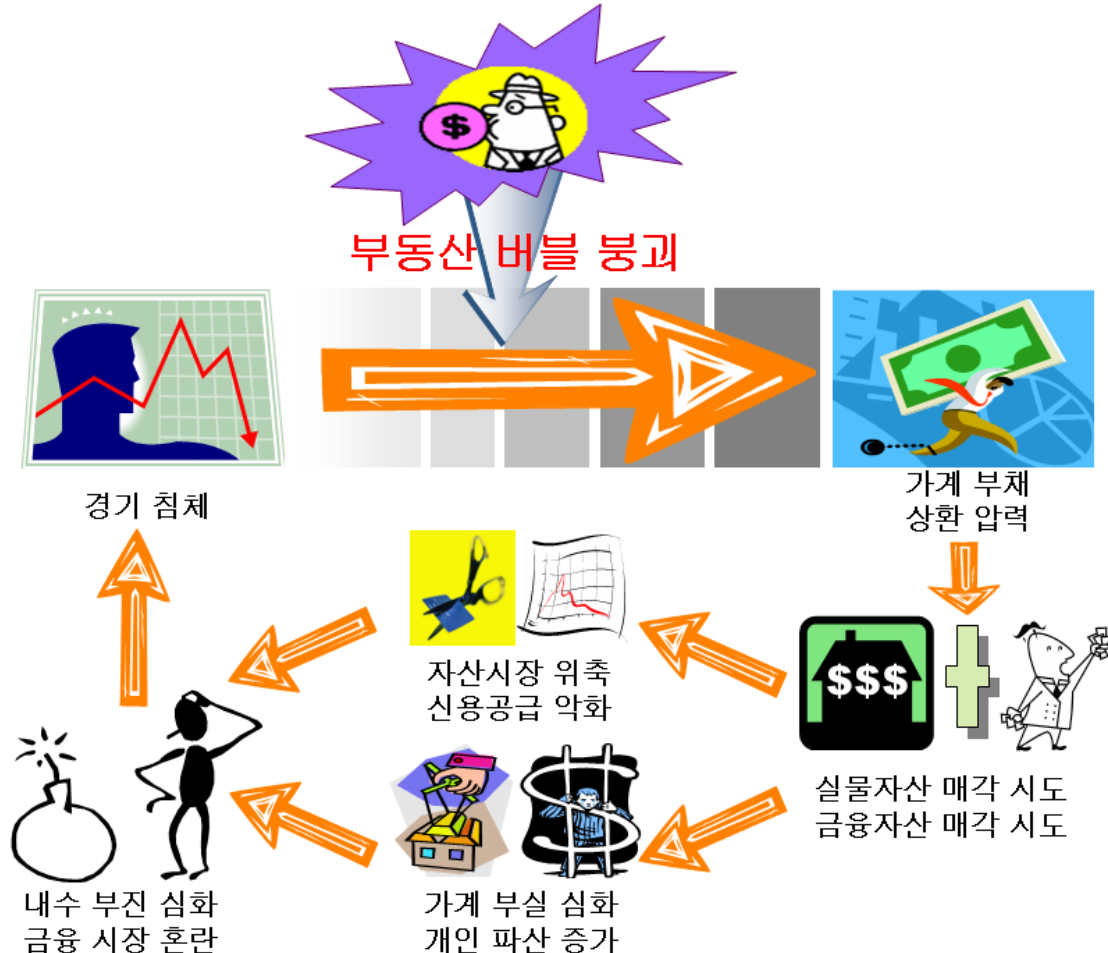 $
부동산 버블 붕괴
경기 침체
가계 부채
상환 압력
자산시장 위축
신용공급 악화
$$$
실물자산 매각 시도
금융자산 매각 시도
내수 부진 심화
금융 시장 혼란
가계 부실 심화
개인 파산 증가